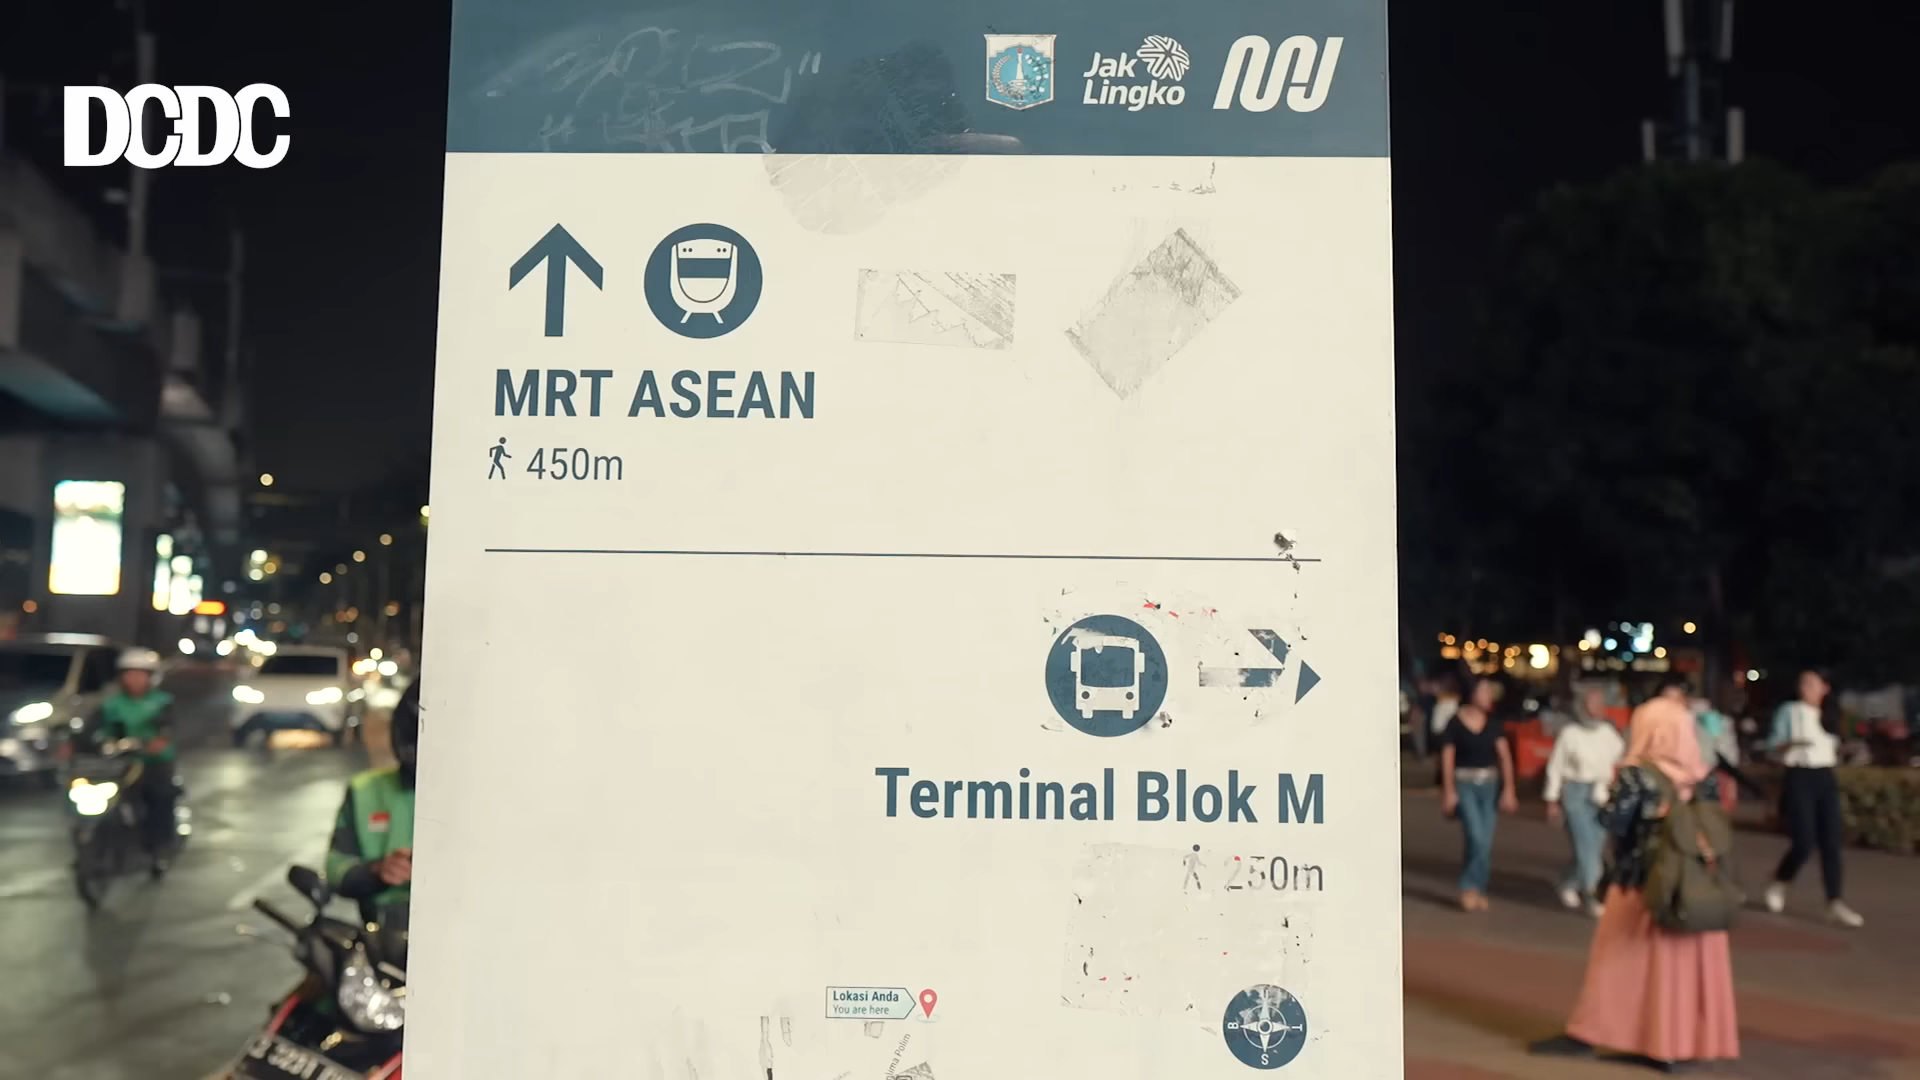 DCDC
Jak
Lingko
MRT ASEAN
450m
Terminal Blok M
250m
Lokasi Anda
You are here
U
B T
S